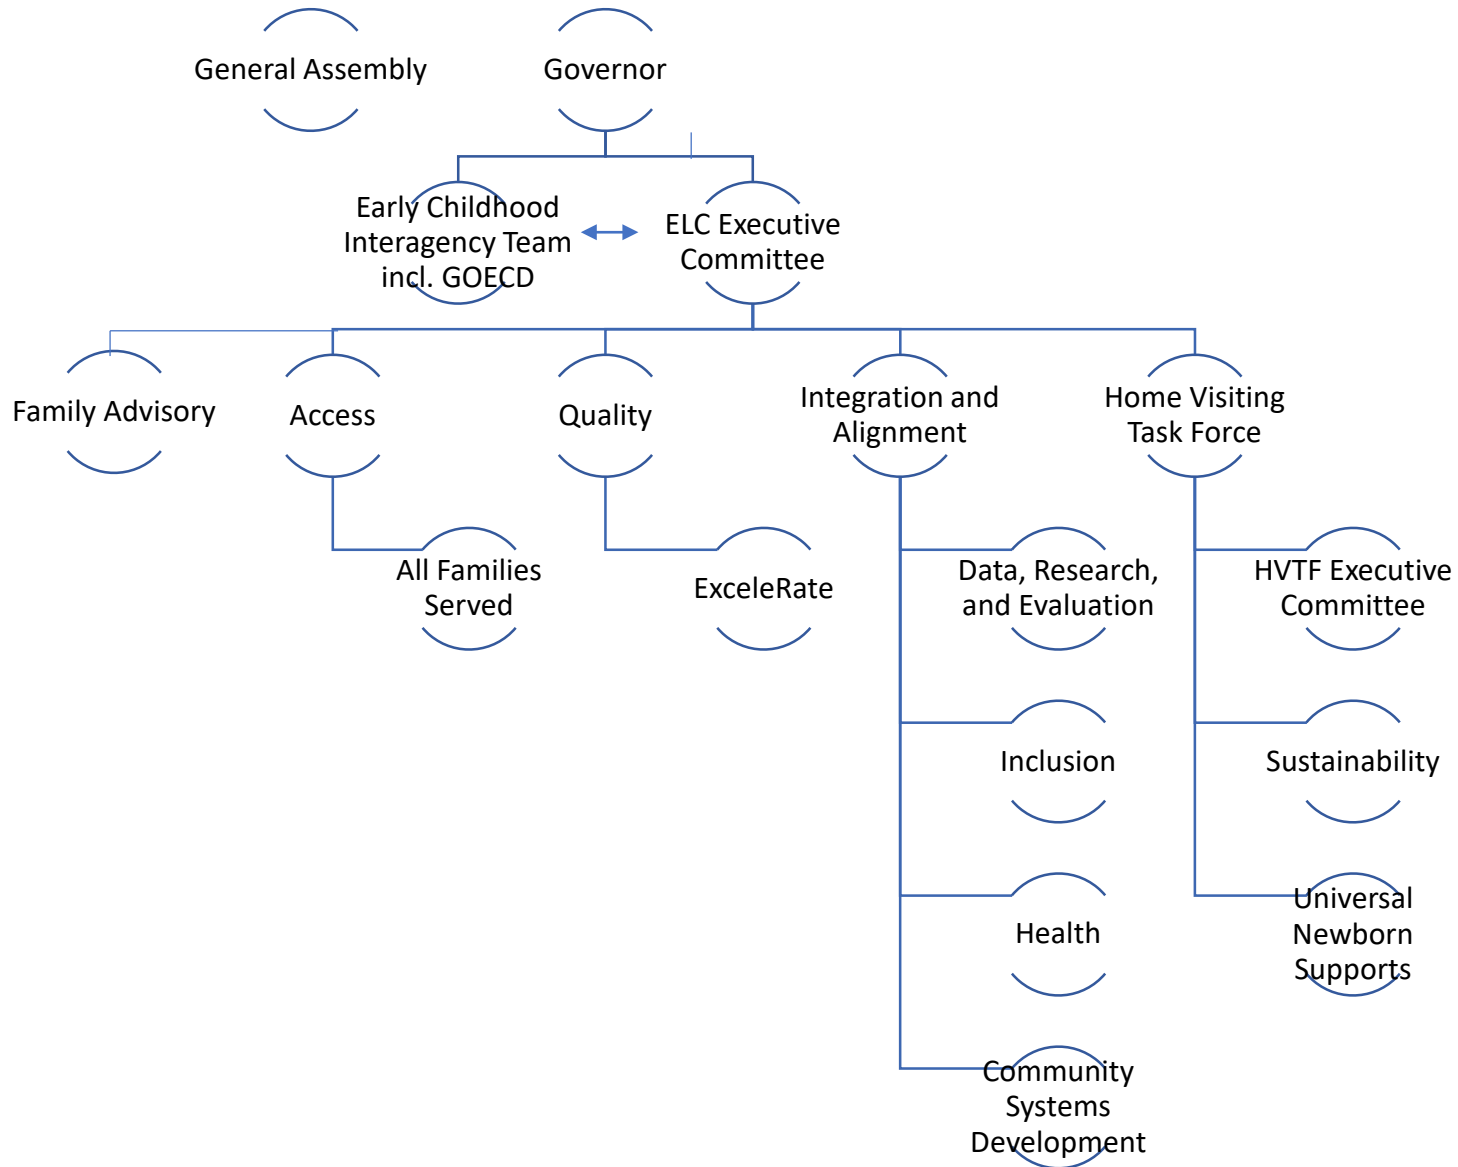 General Assembly
Governor
Early Childhood
Interagency Team
incl. GOECD
ELC Executive
Committee
Family Advisory
Access
Quality
Integration and
Alignment
Home Visiting
Task Force
All Families
Served
ExceleRate
Data, Research,
and Evaluation
HVTF Executive
Committee
Inclusion
Sustainability
Health
Universal
Newborn
Supports
Community
Systems
Development